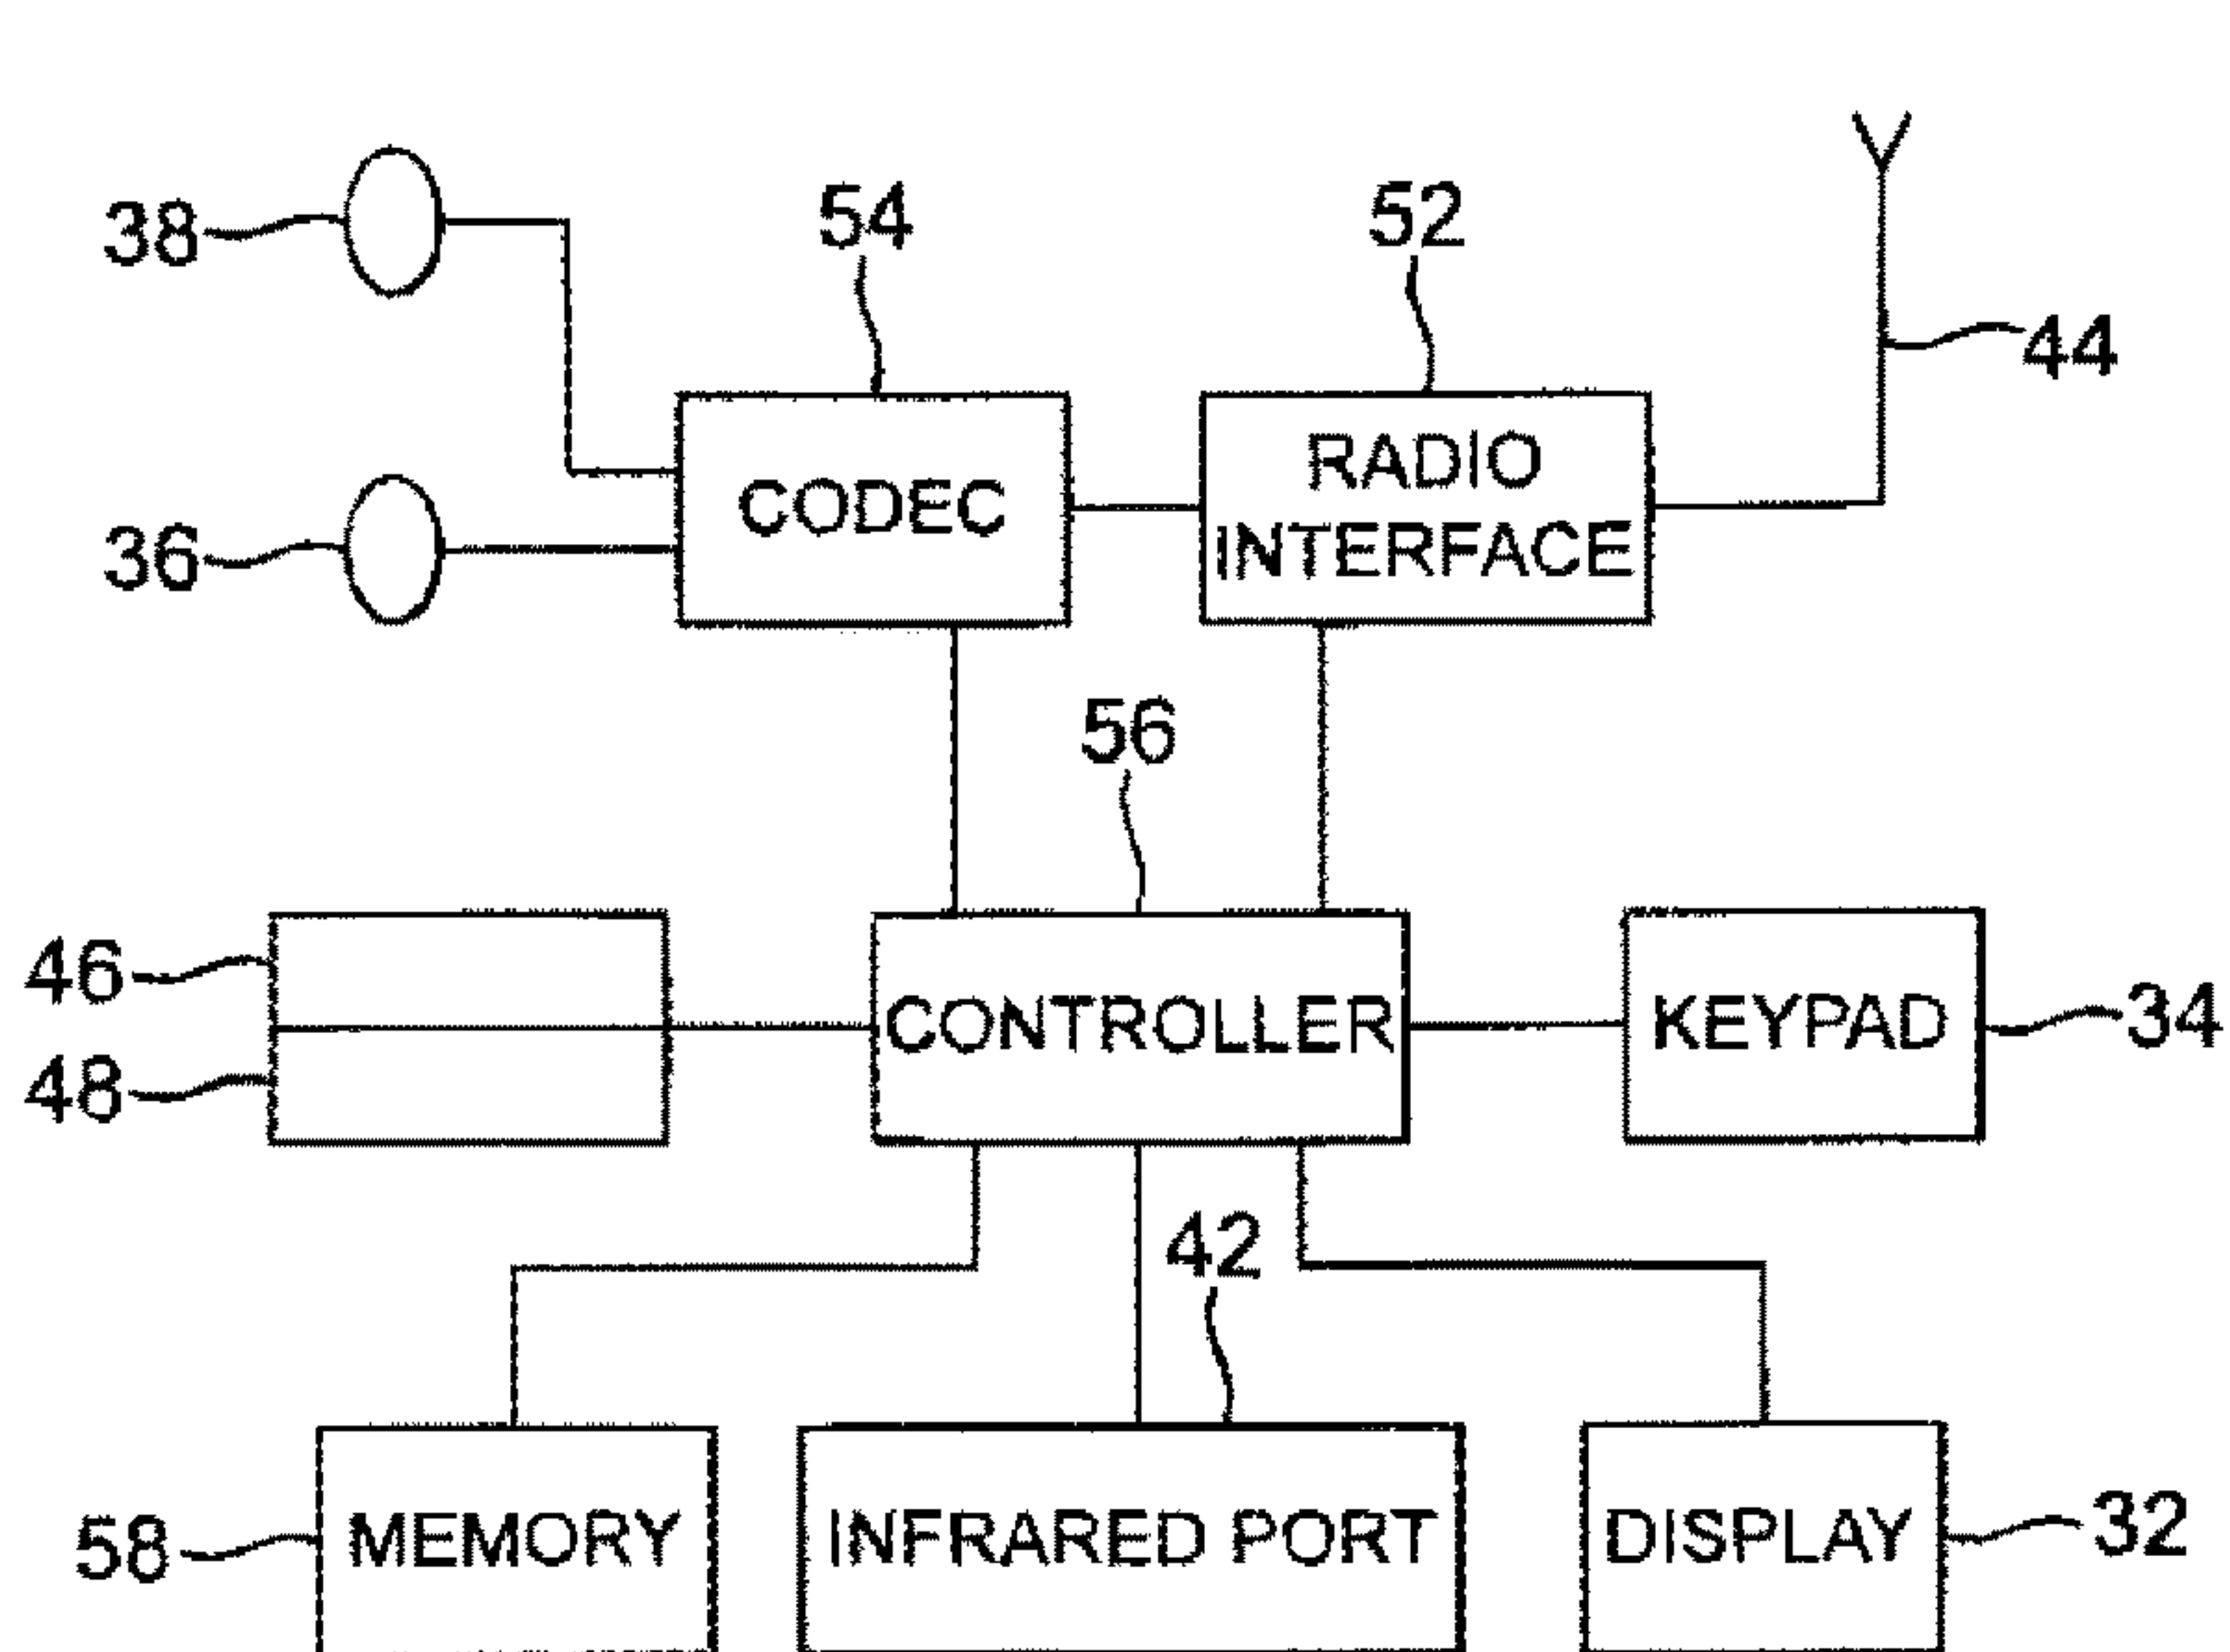 38
54
52
44
CODEC
RADIO
INTERFACE
36
56
46
48
CONTROLLER
KEYPAD
34
42
58
MEMORY
INFRARED PORT
DISPLAY
32